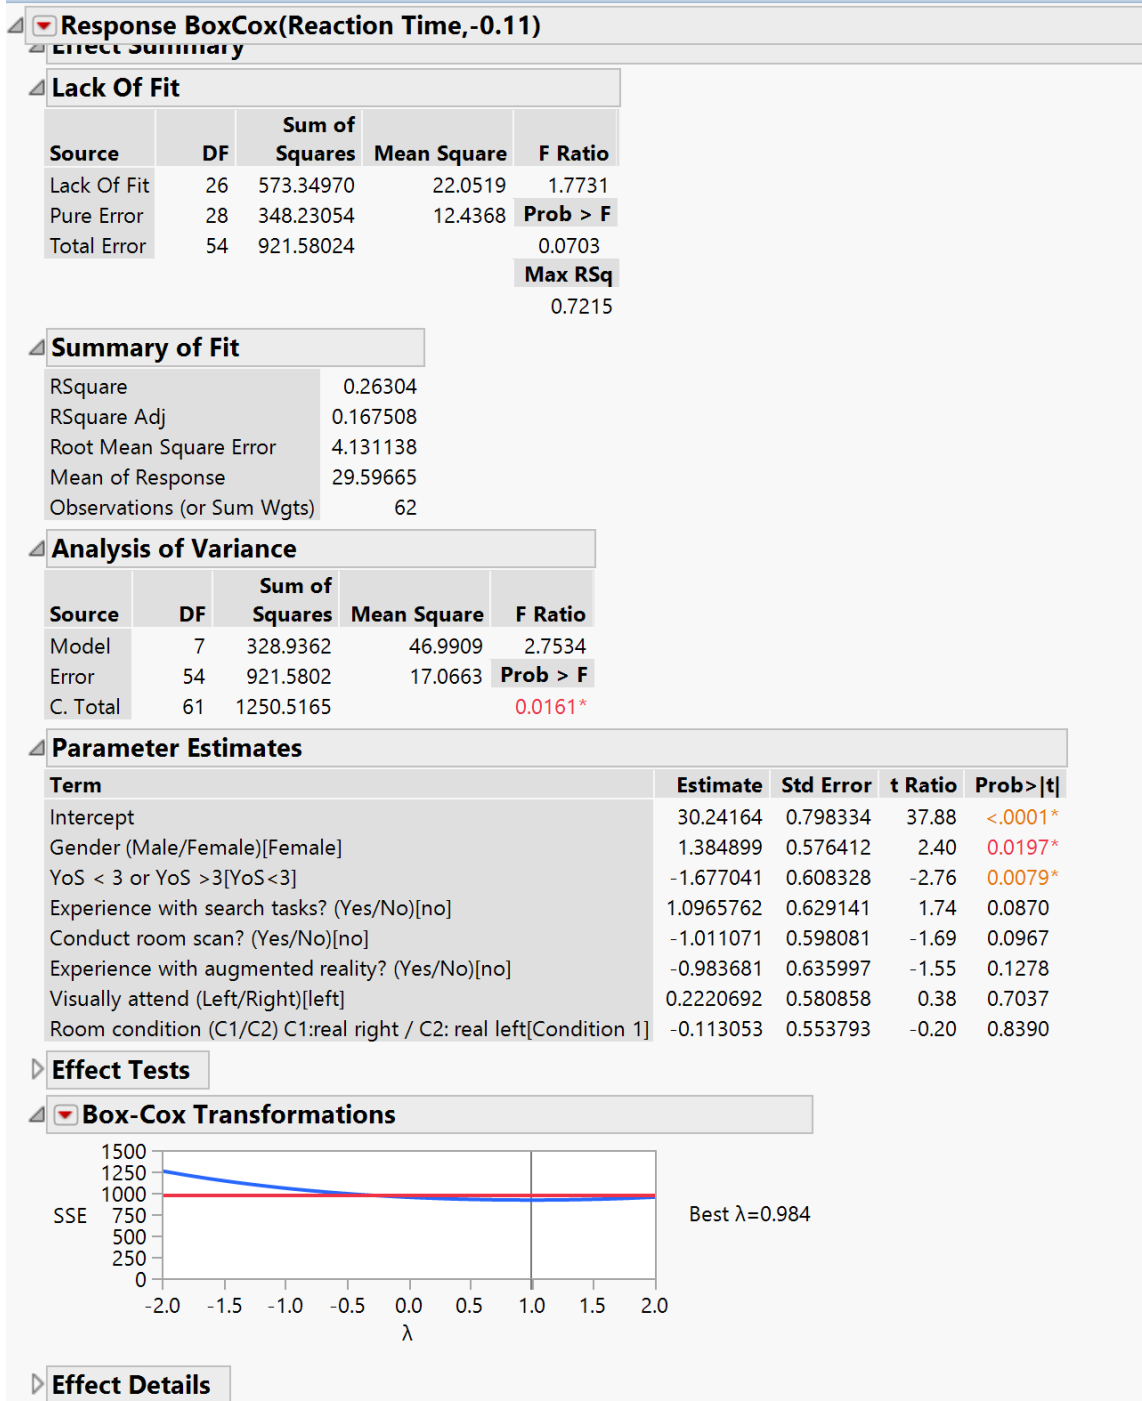 Response BoxCox(Reaction Time,-0.11)
Effect Summary
Lack Of Fit
Sum of
Source DF Squares Mean Square F Ratio
Lack Of Fit 26 573.34970 22.0519 1.7731
Pure Error 28 348.23054 12.4368 Prob > F
Total Error 54 921.58024 0.0703
Max RSq
0.7215
Summary of Fit
RSquare 0.26304
RSquare Adj 0.167508
Root Mean Square Error 4.131138
Mean of Response 29.59665
Observations (or Sum Wgts) 62
Analysis of Variance
Sum of
Source DF Squares Mean Square F Ratio
Model 7 328.9362 46.9909 2.7534
Error 54 921.5802 17.0663 Prob > F
C. Total 61 1250.5165 0.0161*
Parameter Estimates
Term Estimate Std Error t Ratio Prob>|t|
Intercept 30.24164 0.798334 37.88 <.0001*
Gender (Male/Female)[Female] 1.384899 0.576412 2.40 0.0197*
YoS < 3 or YoS >3[YoS<3] -1.677041 0.608328 -2.76 0.0079*
Experience with search tasks? (Yes/No)[no] 1.0965762 0.629141 1.74 0.0870
Conduct room scan? (Yes/No)[no] -1.011071 0.598081 -1.69 0.0967
Experience with augmented reality? (Yes/No)[no] -0.983681 0.635997 -1.55 0.1278
Visually attend (Left/Right)[left] 0.2220692 0.580858 0.38 0.7037
Room condition (C1/C2) C1:real right / C2: real left[Condition 1] -0.113053 0.553793 -0.20 0.8390
Effect Tests
Box-Cox Transformations
1500
1250
1000
SSE 750
500
250
0
Best λ=0.984
-2.0 -1.5 -1.0 -0.5 0.0 0.5 1.0 1.5 2.0
λ
Effect Details